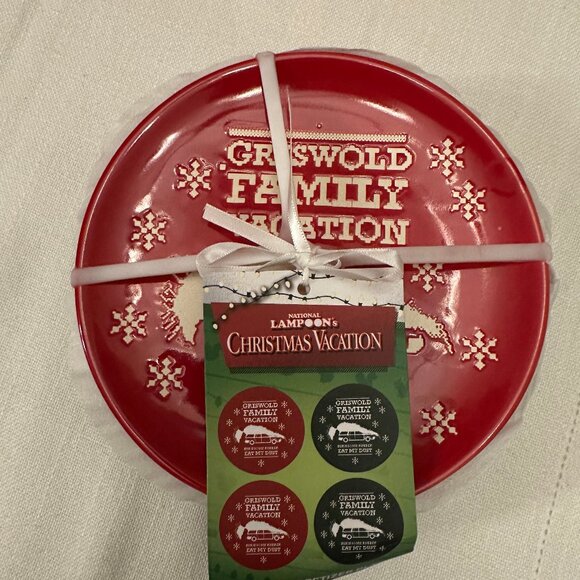 GRISWOLD
FAMILY
VACATION
NATIONAL
LAMPOON's
CHRISTMAS VACATION
GRISWOLD
FAMILY
VACATION
EAT MY DUST
GRISWOLD
FAMILY
VACATION
EAT MY DUST
GRISWOLD
FAMILY
VACATION
EAT MY DUST
GRISWOLD
FAMILY
VACATION
EAT MY DUST